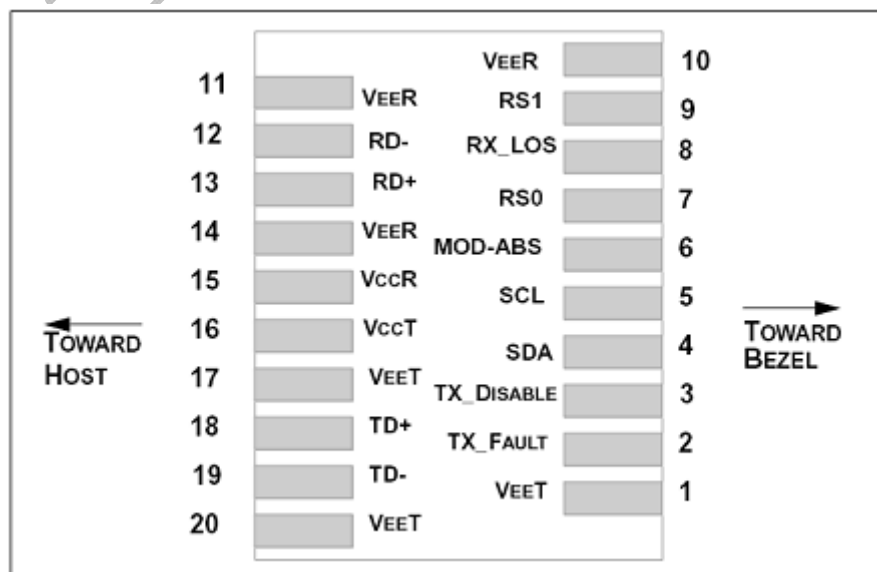 11 VEER
12 RD-
13 RD+
14 VEER
15 VCCR
16 VCCT
17 VEET
18 TD+
19 TD-
20 VEET
VEER 10
RS1 9
RX_LOS 8
RS0 7
MOD-ABS 6
SCL 5
SDA 4
TX_DISABLE 3
TX_FAULT 2
VEET 1
TOWARD
HOST
TOWARD
BEZEL